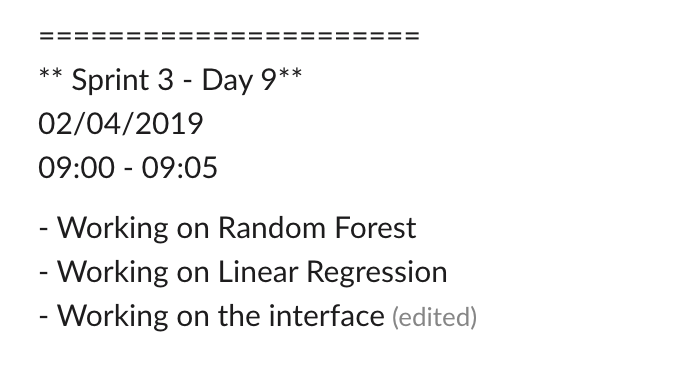 ======================
** Sprint 3 - Day 9**
02/04/2019
09:00 - 09:05
- Working on Random Forest
- Working on Linear Regression
- Working on the interface (edited)